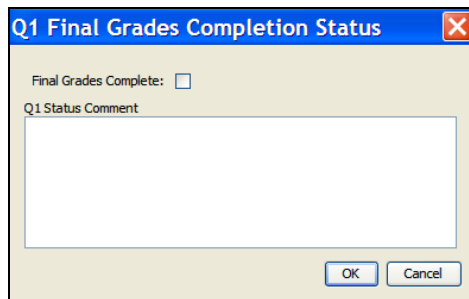 Q1 Final Grades Completion Status
Final Grades Complete:
Q1 Status Comment
OK Cancel